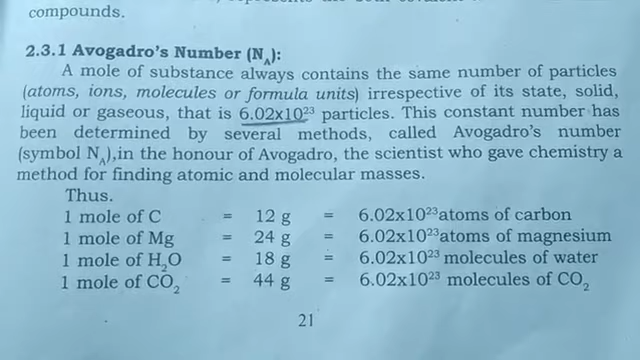 compounds.
2.3.1 Avogadro's Number (N_A):
A mole of substance always contains the same number of particles
(atoms, ions, molecules or formula units) irrespective of its state, solid,
liquid or gaseous, that is 6.02x10²³ particles. This constant number has
been determined by several methods, called Avogadro's number
(symbol N_A),in the honour of Avogadro, the scientist who gave chemistry a
method for finding atomic and molecular masses.
Thus.
1 mole of C = 12 g = 6.02x10²³atoms of carbon
1 mole of Mg = 24 g = 6.02x10²³atoms of magnesium
1 mole of H₂O = 18 g = 6.02x10²³ molecules of water
1 mole of CO₂ = 44 g = 6.02x10²³ molecules of CO₂
21